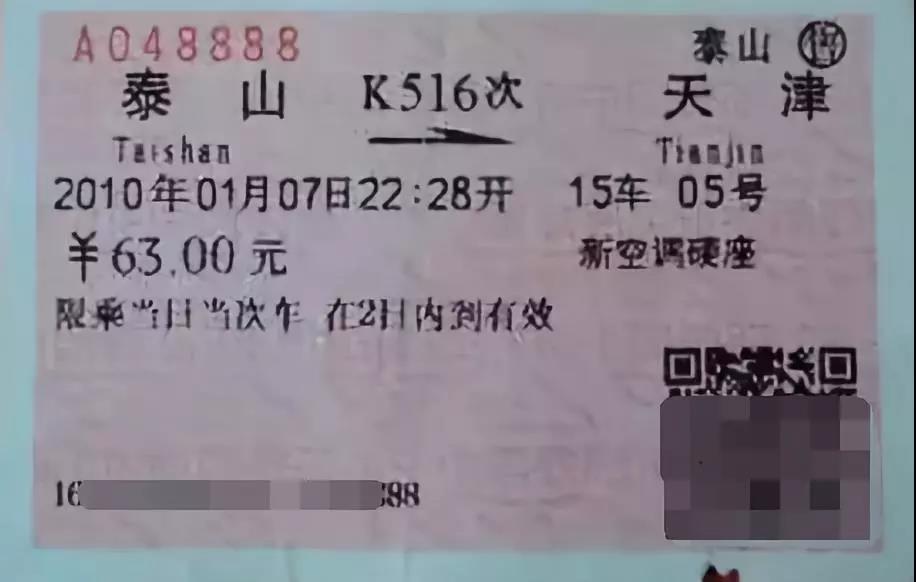 A048888 泰山 售
泰 山 K516次 天 津
Taishan Tianjin
2010年01月07日22:28开 15车 05号
￥63.00元 新空调硬座
限乘当日当次车 在2日内到有效
16 898